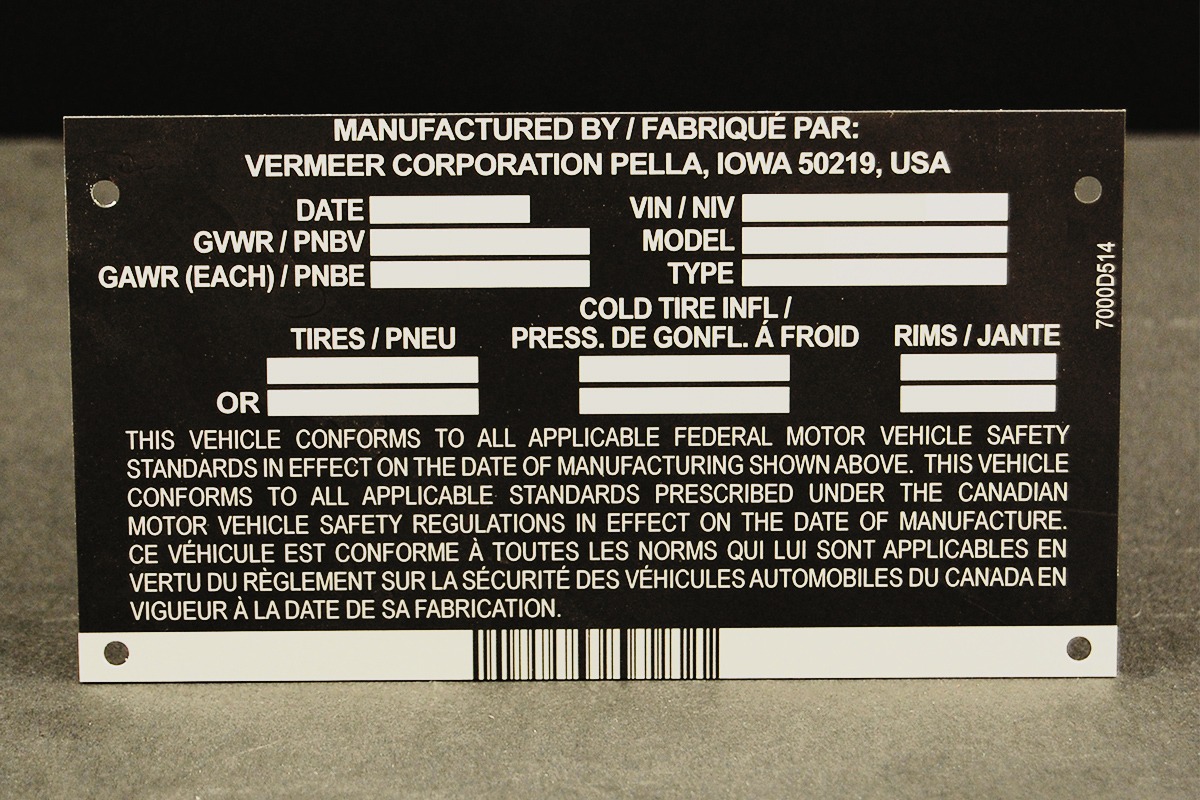 MANUFACTURED BY / FABRIQUÉ PAR:
VERMEER CORPORATION PELLA, IOWA 50219, USA
DATE
VIN / NIV
GVWR / PNBV
MODEL
GAWR (EACH) / PNBE
TYPE
COLD TIRE INFL /
TIRES / PNEU PRESS. DE GONFL. Á FROID RIMS / JANTE
OR
THIS VEHICLE CONFORMS TO ALL APPLICABLE FEDERAL MOTOR VEHICLE SAFETY
STANDARDS IN EFFECT ON THE DATE OF MANUFACTURING SHOWN ABOVE. THIS VEHICLE
CONFORMS TO ALL APPLICABLE STANDARDS PRESCRIBED UNDER THE CANADIAN
MOTOR VEHICLE SAFETY REGULATIONS IN EFFECT ON THE DATE OF MANUFACTURE.
CE VÉHICULE EST CONFORME À TOUTES LES NORMS QUI LUI SONT APPLICABLES EN
VERTU DU RÈGLEMENT SUR LA SÉCURITÉ DES VÉHICULES AUTOMOBILES DU CANADA EN
VIGUEUR À LA DATE DE SA FABRICATION.
7000D514